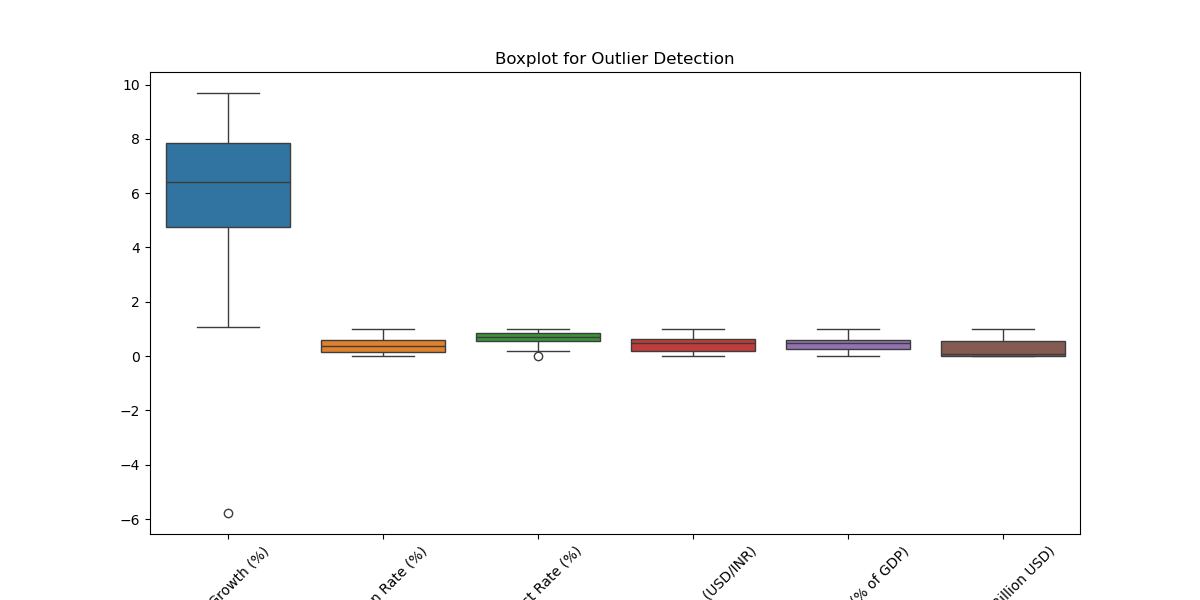 Boxplot for Outlier Detection
10
8
6
4
2
0
−2
−4
−6
Growth (%)
Rate (%)
Rate (%)
(USD/INR)
(% of GDP)
USD)